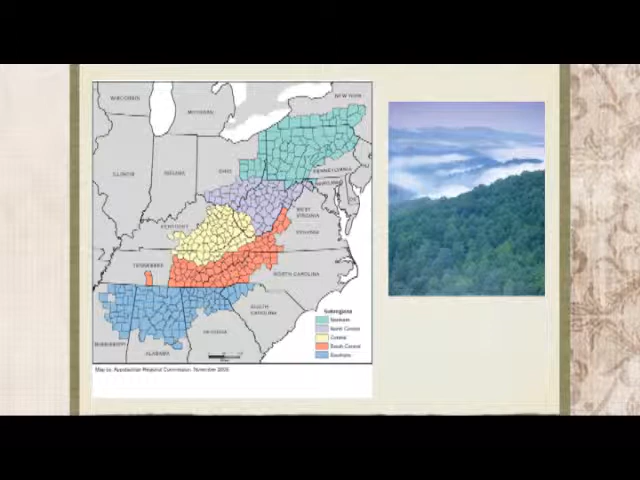 WISCONSIN
MICHIGAN
NEW YORK
ILLINOIS
INDIANA
OHIO
PENNSYLVANIA
MARYLAND
WEST
VIRGINIA
KENTUCKY
VIRGINIA
TENNESSEE
NORTH CAROLINA
SOUTH
CAROLINA
MISSISSIPPI
ALABAMA
GEORGIA
Subregions
Northern
North Central
Central
South Central
Southern
Map by: Appalachian Regional Commission, November 2009